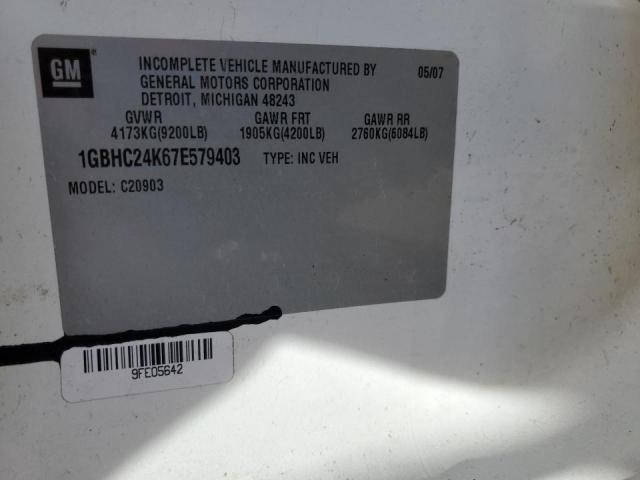 GM
INCOMPLETE VEHICLE MANUFACTURED BY 05/07
GENERAL MOTORS CORPORATION
DETROIT, MICHIGAN 48243
GVWR GAWR FRT GAWR RR
4173KG(9200LB) 1905KG(4200LB) 2760KG(6084LB)
1GBHC24K67E579403 TYPE: INC VEH
MODEL: C20903
9FE05642